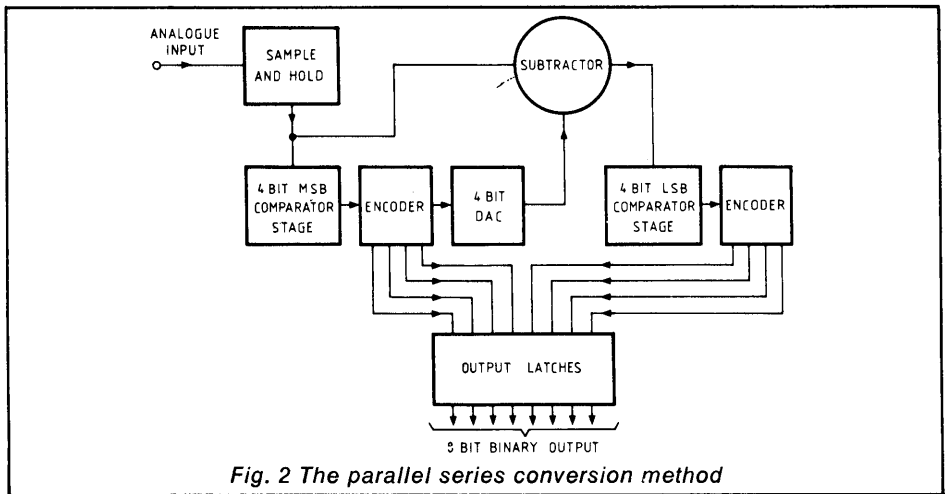 ANALOGUE
INPUT
SAMPLE
AND HOLD
SUBTRACTOR
4 BIT MSB
COMPARATOR
STAGE
ENCODER
4 BIT
DAC
4 BIT LSB
COMPARATOR
STAGE
ENCODER
OUTPUT LATCHES
8 BIT BINARY OUTPUT
Fig. 2 The parallel series conversion method